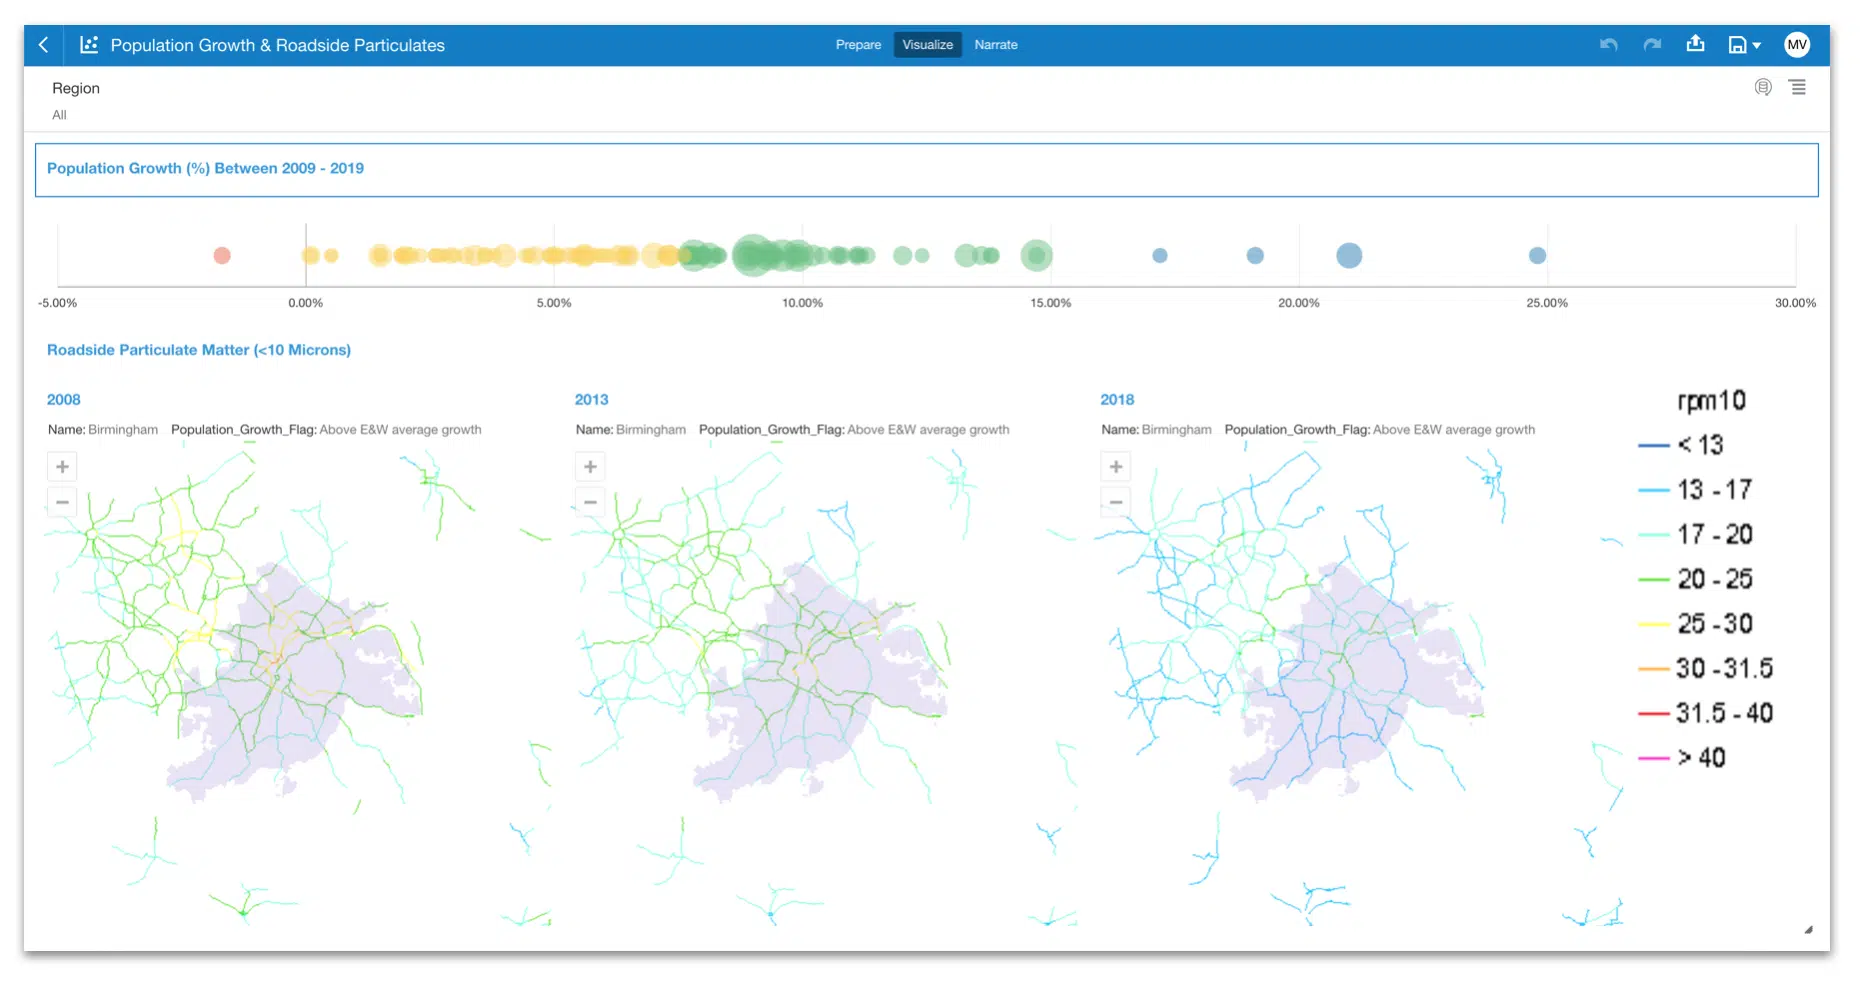 Population Growth & Roadside Particulates Prepare Visualize Narrate MV
Region
All
Population Growth (%) Between 2009 - 2019
-5.00% 0.00% 5.00% 10.00% 15.00% 20.00% 25.00% 30.00%
Roadside Particulate Matter (<10 Microns)
2008 2013 2018
Name: Birmingham Population_Growth_Flag: Above E&W average growth Name: Birmingham Population_Growth_Flag: Above E&W average growth Name: Birmingham Population_Growth_Flag: Above E&W average growth
rpm10
< 13
13 - 17
17 - 20
20 - 25
25 - 30
30 - 31.5
31.5 - 40
> 40